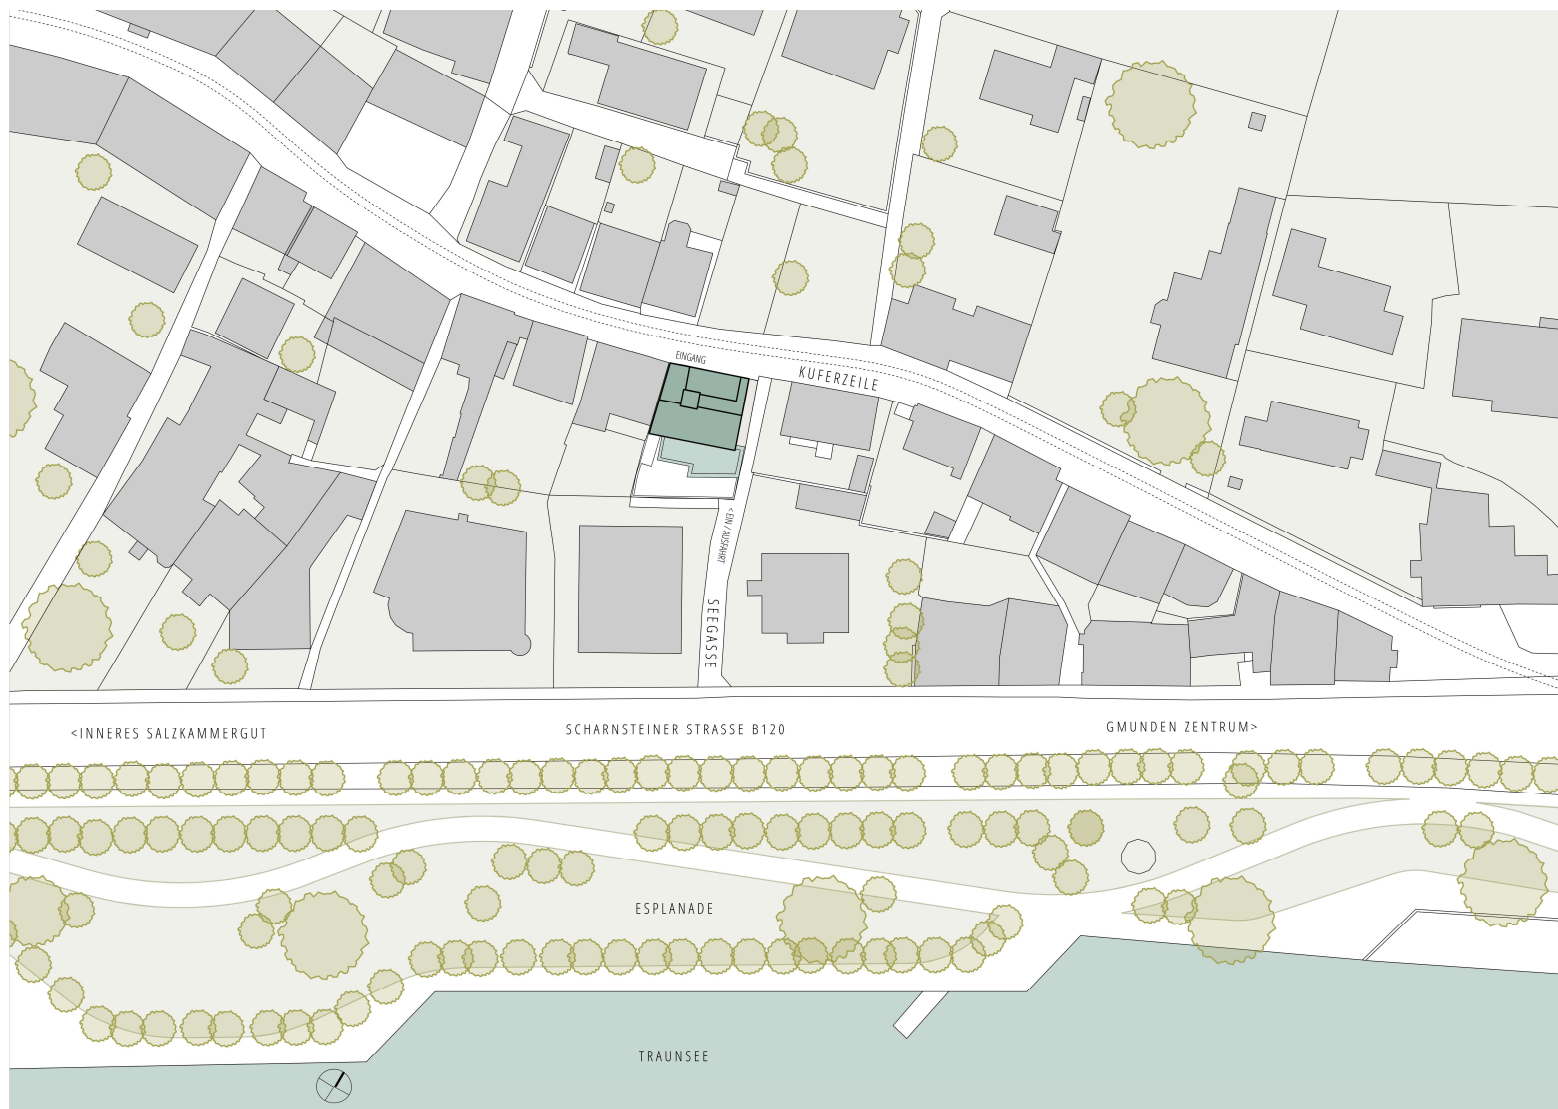 EINGANG
KUFERZEILE
< EIN / AUSFAHRT
SEEGASSE
<INNERES SALZKAMMERGUT
SCHARNSTEINER STRASSE B120
GMUNDEN ZENTRUM>
ESPLANADE
TRAUNSEE